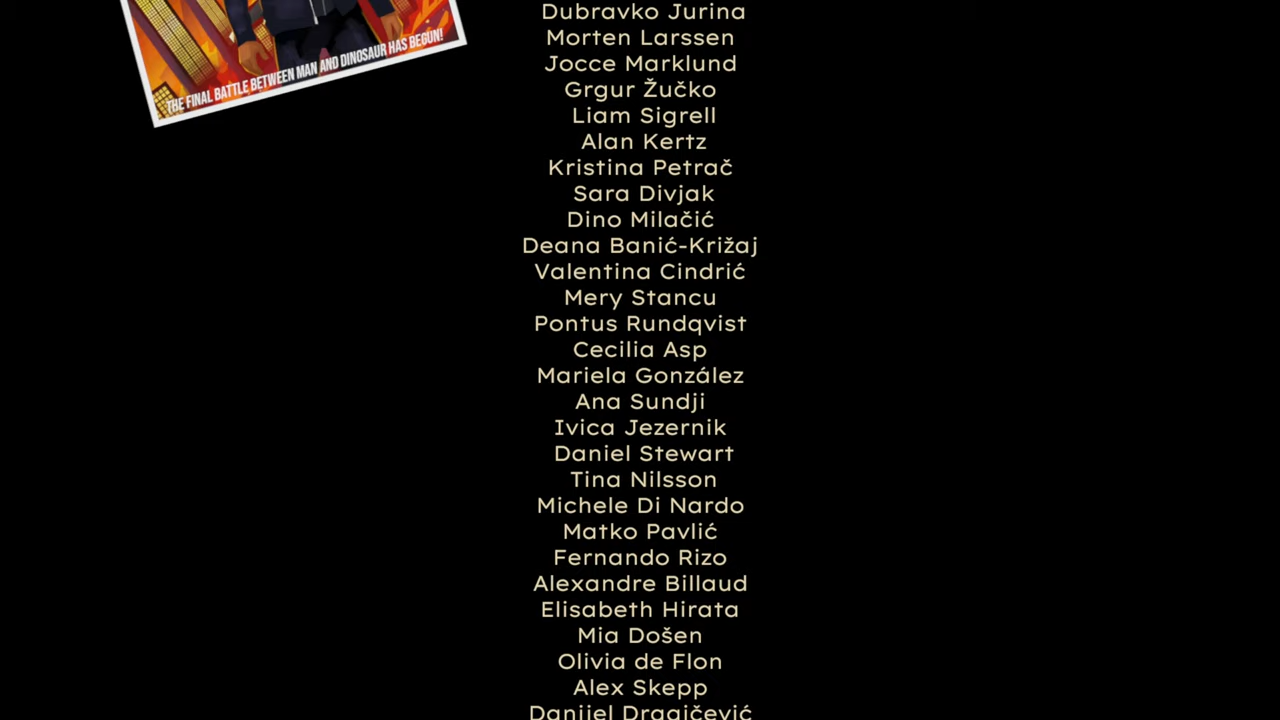 THE FINAL BATTLE BETWEEN MAN AND DINOSAUR HAS BEGUN!
Dubravko Jurina
Morten Larssen
Jocce Marklund
Grgur Žučko
Liam Sigrell
Alan Kertz
Kristina Petrač
Sara Divjak
Dino Milačić
Deana Banić-Križaj
Valentina Cindrić
Mery Stancu
Pontus Rundqvist
Cecilia Asp
Mariela González
Ana Sundji
Ivica Jezernik
Daniel Stewart
Tina Nilsson
Michele Di Nardo
Matko Pavlić
Fernando Rizo
Alexandre Billaud
Elisabeth Hirata
Mia Došen
Olivia de Flon
Alex Skepp
Danijel Dragičević